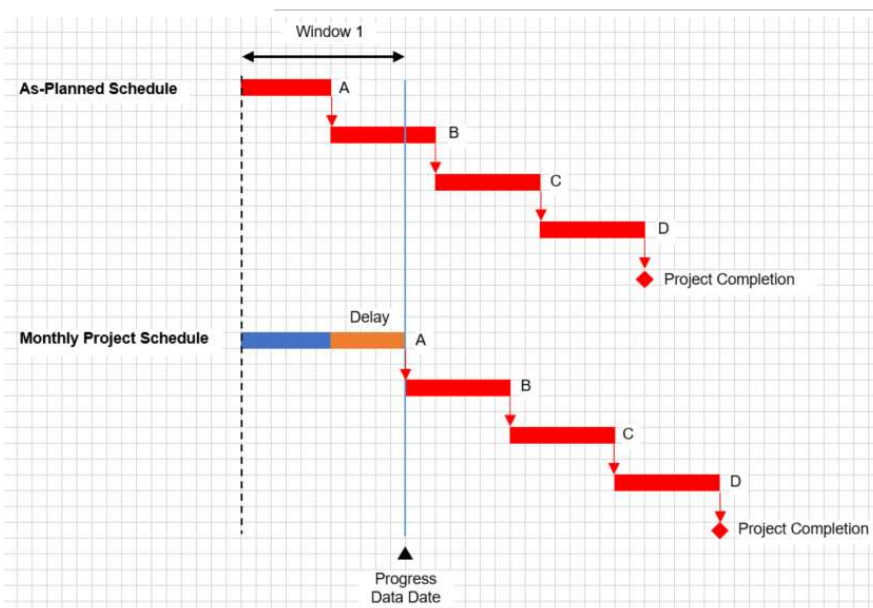 Window 1
As-Planned Schedule
A
B
C
D
Project Completion
Delay
Monthly Project Schedule
A
B
C
D
Project Completion
Progress
Data Date